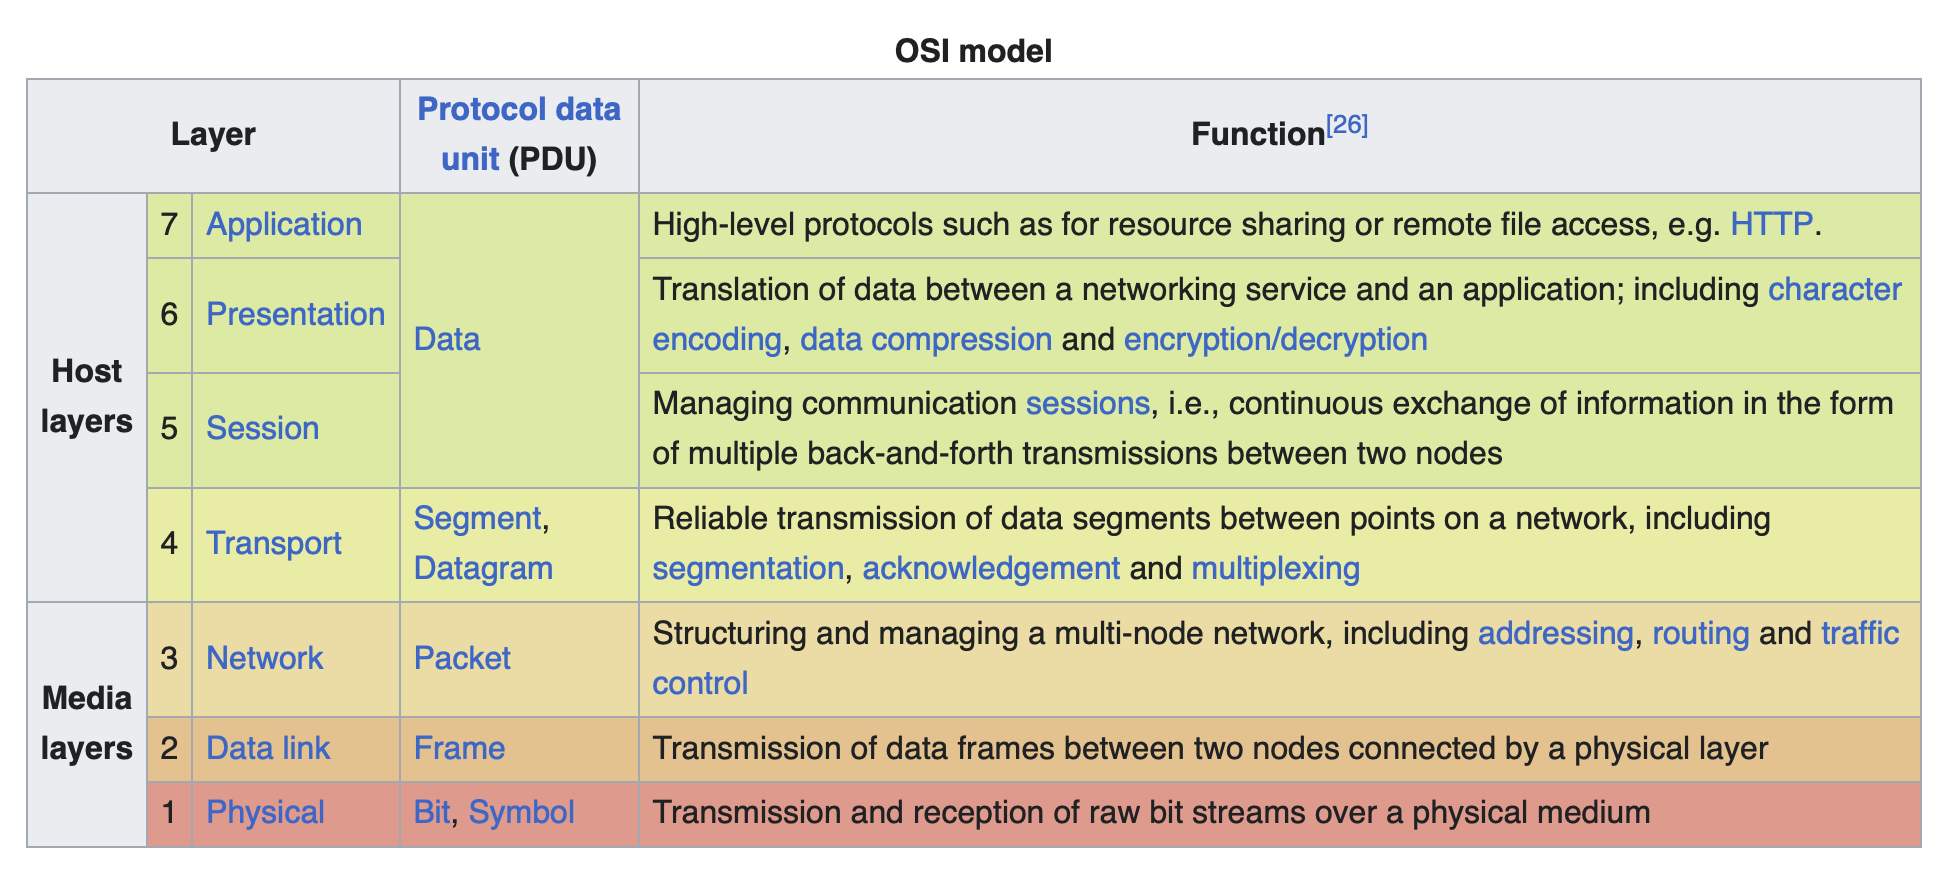 OSI model
Layer
Protocol data
unit (PDU)
Function[26]
Host
layers
7 Application
Data
High-level protocols such as for resource sharing or remote file access, e.g. HTTP.
6 Presentation
Translation of data between a networking service and an application; including character
encoding, data compression and encryption/decryption
5 Session
Managing communication sessions, i.e., continuous exchange of information in the form
of multiple back-and-forth transmissions between two nodes
4 Transport
Segment,
Datagram
Reliable transmission of data segments between points on a network, including
segmentation, acknowledgement and multiplexing
Media
layers
3 Network
Packet
Structuring and managing a multi-node network, including addressing, routing and traffic
control
2 Data link
Frame
Transmission of data frames between two nodes connected by a physical layer
1 Physical
Bit, Symbol
Transmission and reception of raw bit streams over a physical medium